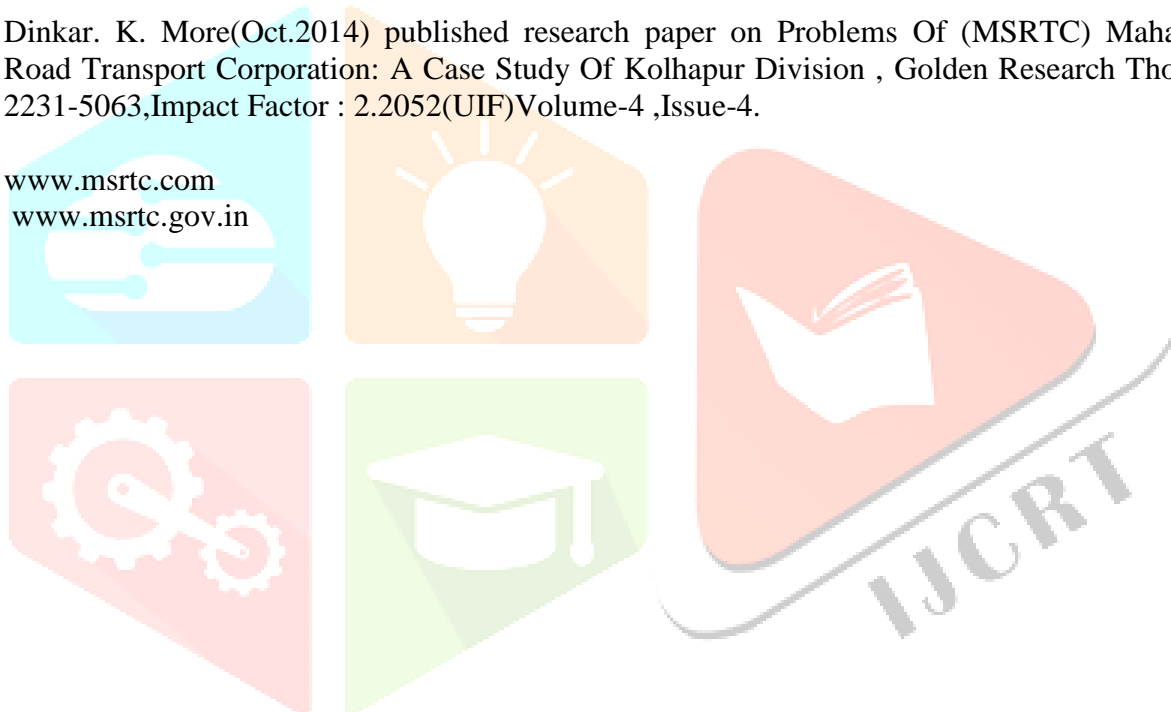 Dinkar. K. More(Oct.2014) published research paper on Problems Of (MSRTC)
Road Transport Corporation: A Case Study Of Kolhapur Division , Golden Research
2231-5063,Impact Factor : 2.2052(UIF)Volume-4 ,Issue-4.
www.msrtc.com
www.msrtc.gov.in
IJCRT